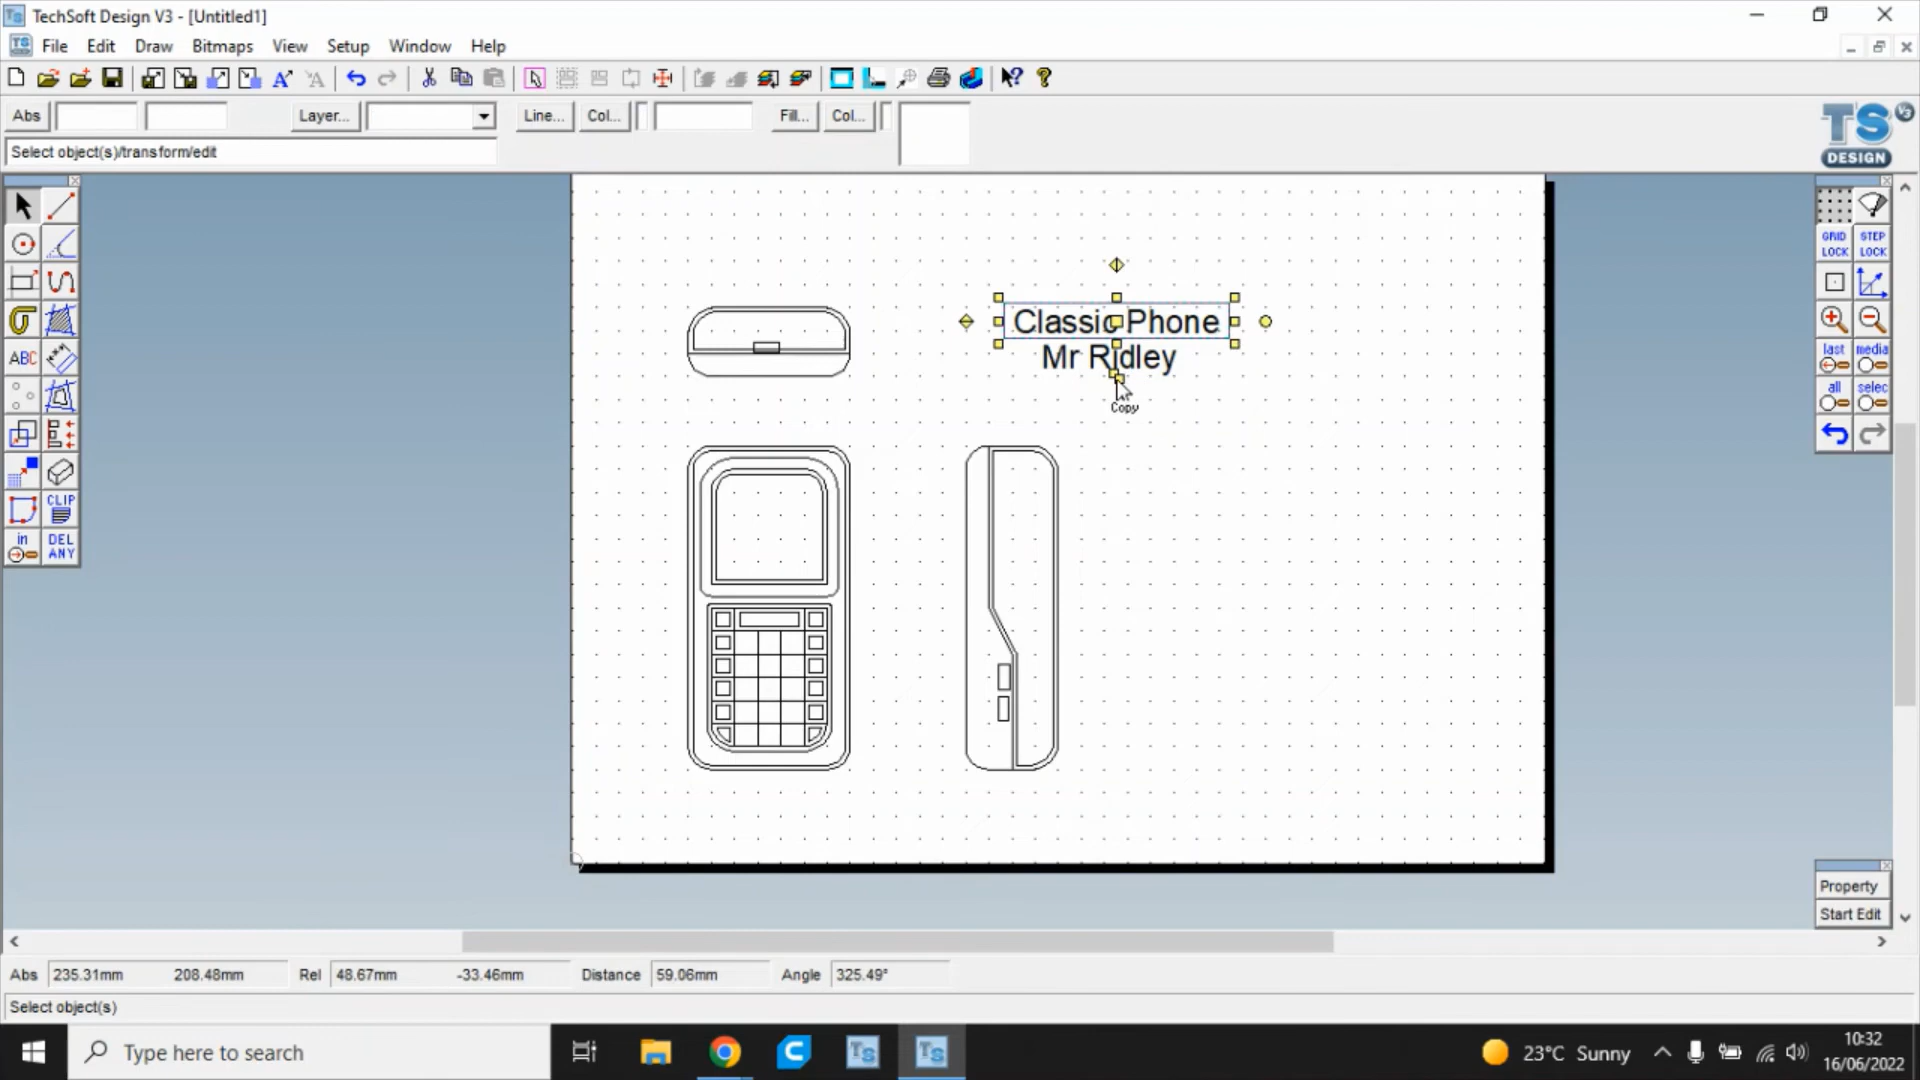 TechSoft Design V3 - [Untitled1]
File Edit Draw Bitmaps View Setup Window Help
Abs Layer... Line... Col... Fill... Col...
Select object(s)/transform/edit
TS V3
DESIGN
ABC
CLIP
in DEL ANY
GRID LOCK STEP LOCK
last media
all selec
Classic Phone
Mr Ridley
Copy
Property
Start Edit
Abs 235.31mm 208.48mm Rel 48.67mm -33.46mm Distance 59.06mm Angle 325.49°
Select object(s)
Type here to search
TS TS
23°C Sunny
10:32
16/06/2022